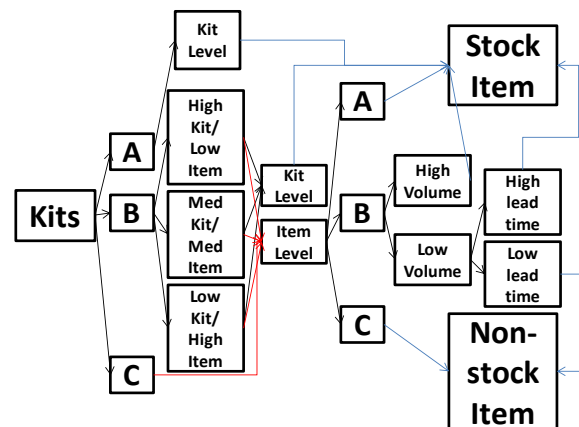 Kits
A
B
C
Kit
Level
High
Kit/
Low
Item
Med
Kit/
Med
Item
Low
Kit/
High
Item
Kit
Level
Item
Level
A
B
C
High
Volume
Low
Volume
High
lead
time
Low
lead
time
Stock
Item
Non-
stock
Item